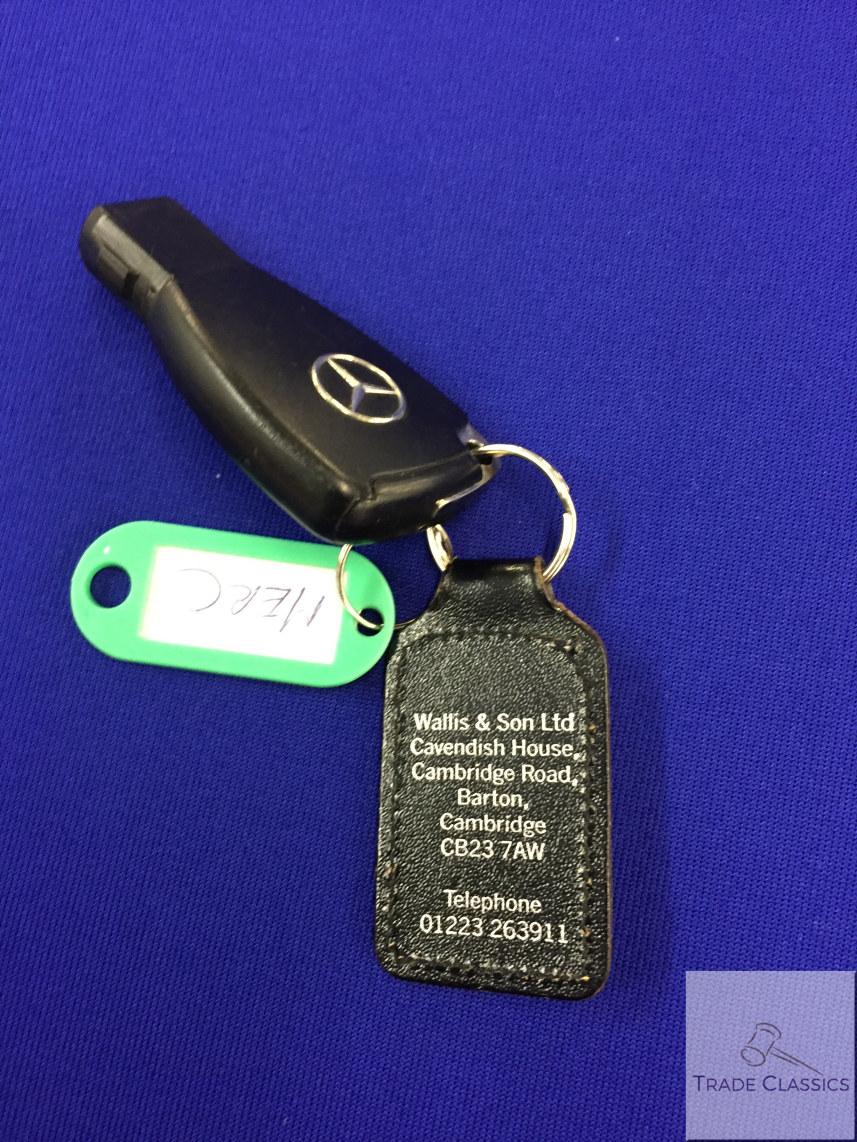 MERC
Wallis & Son Ltd
Cavendish House,
Cambridge Road,
Barton,
Cambridge
CB23 7AW
Telephone
01223 263911
TRADE CLASSICS